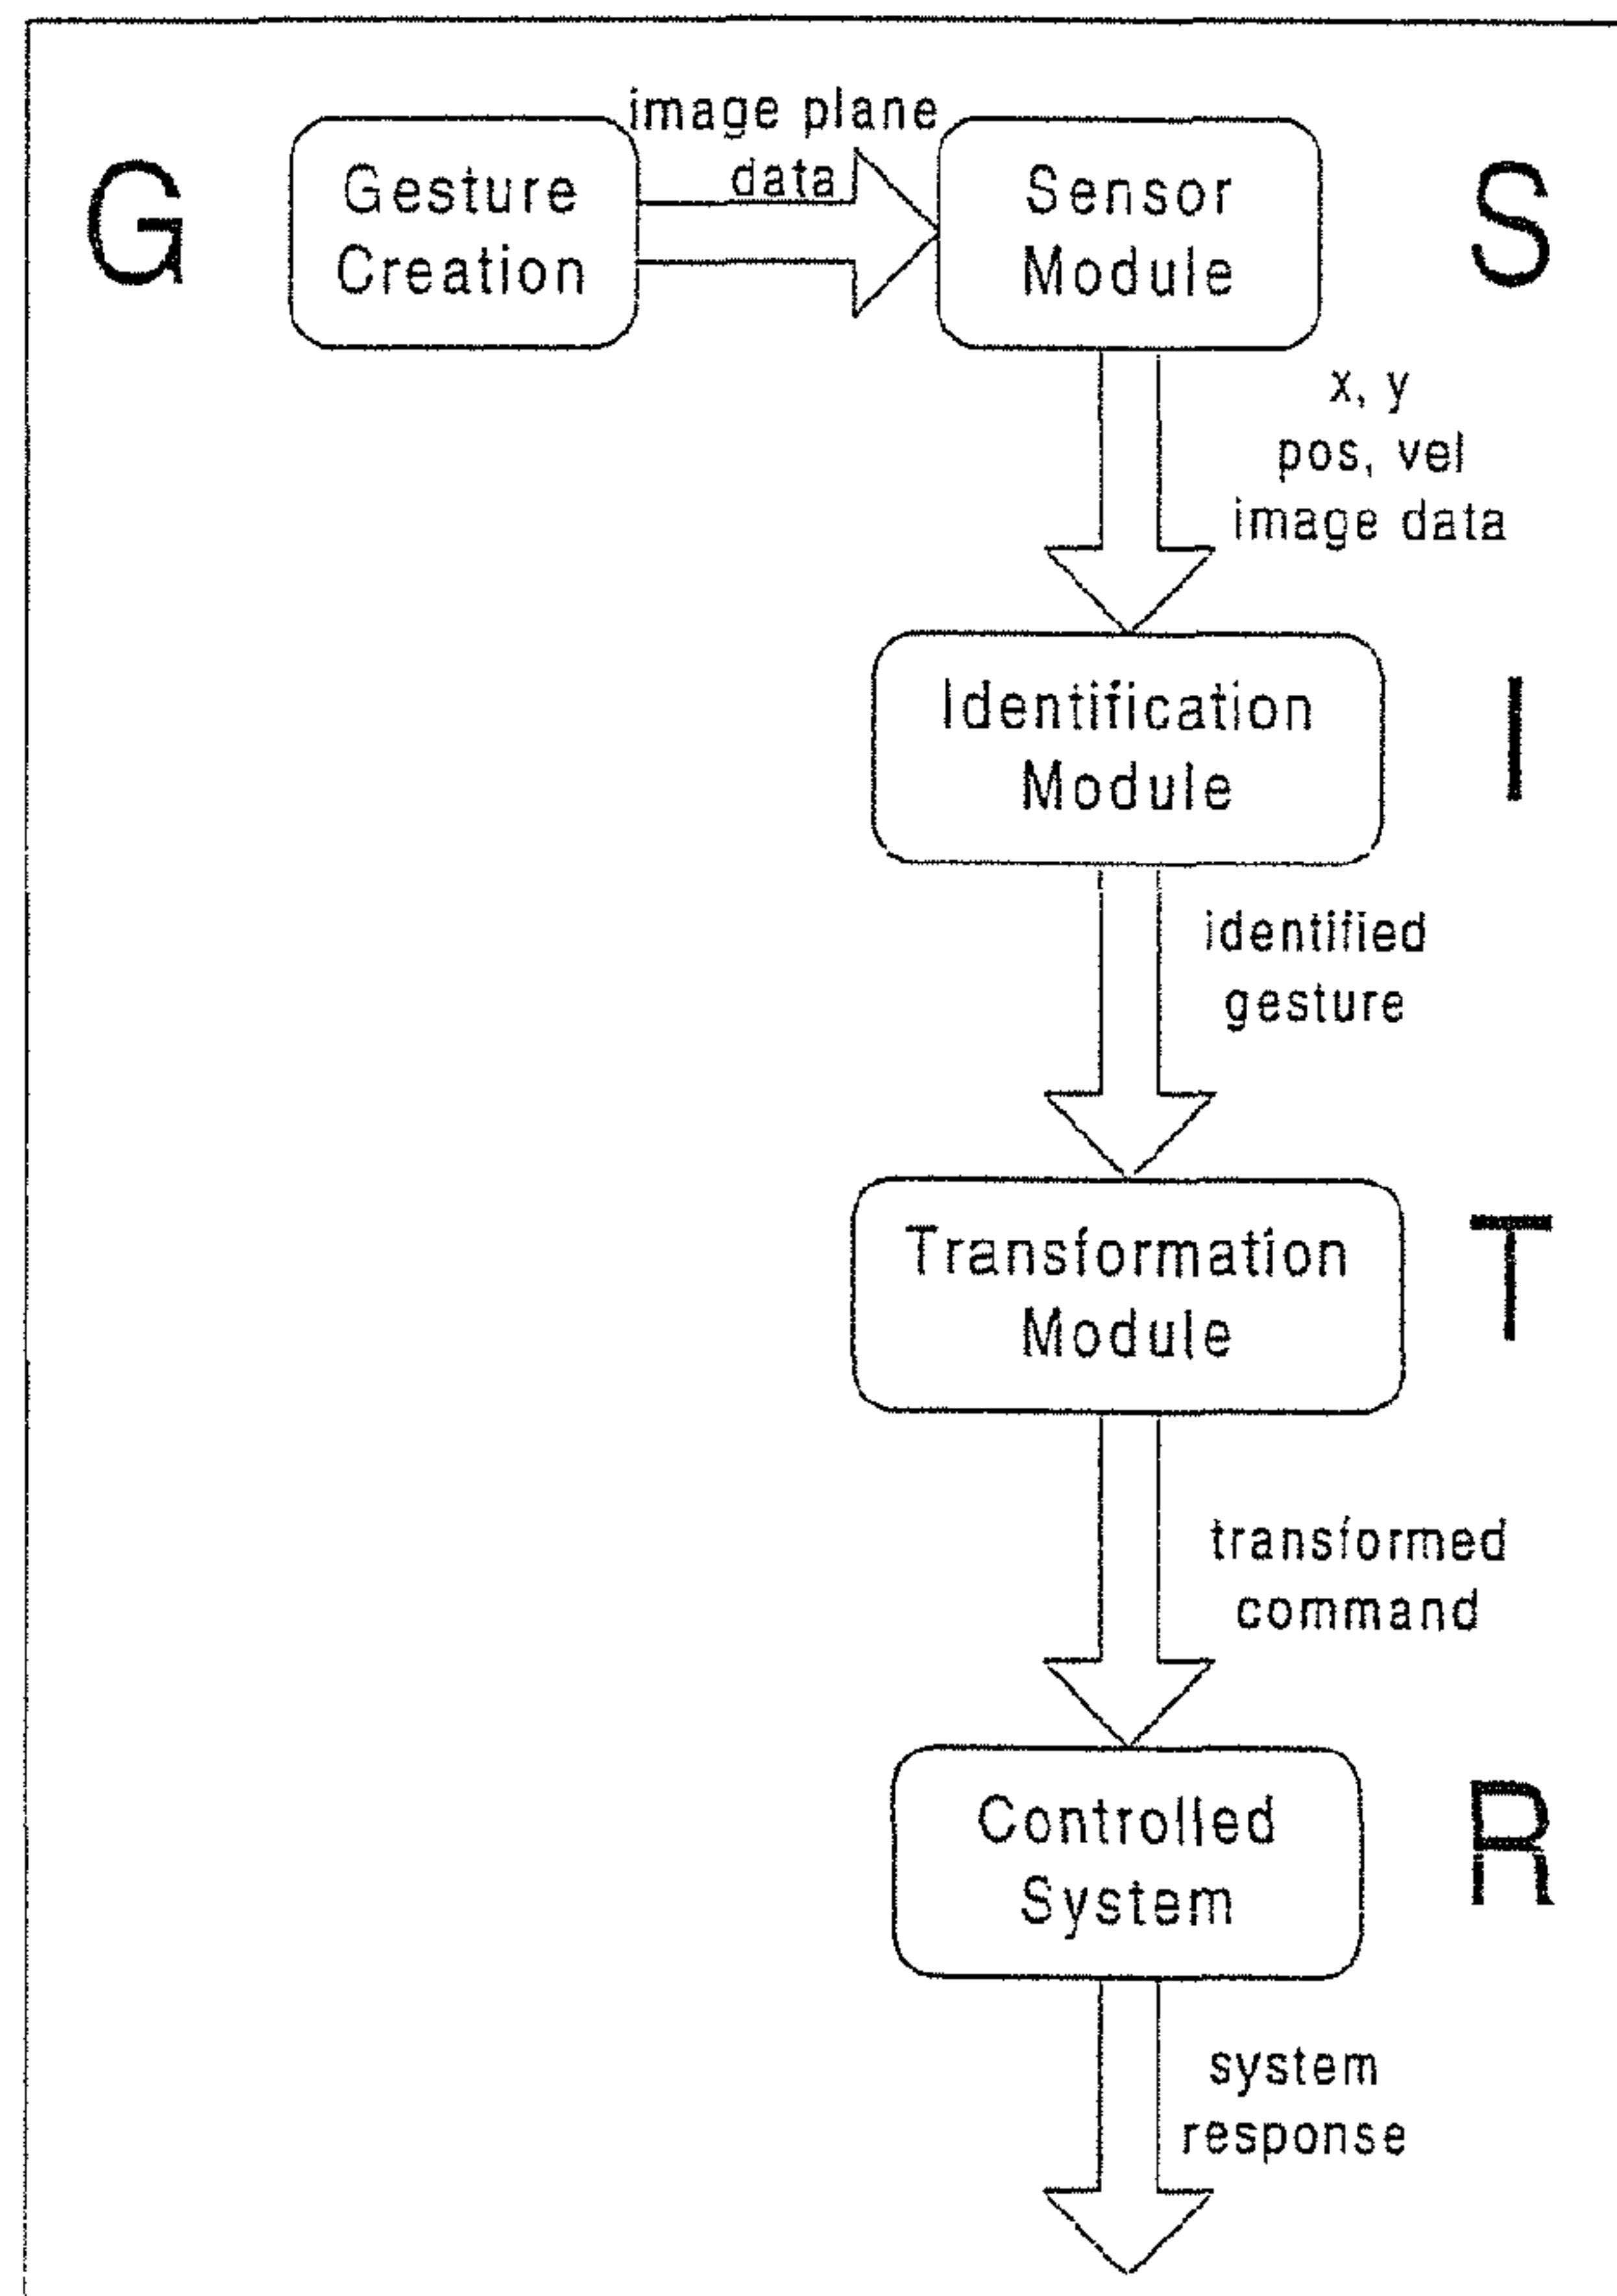 G
Gesture
Creation
image plane
data
Sensor
Module
S
x, y
pos, vel
image data
Identification
Module
I
identified
gesture
Transformation
Module
T
transformed
command
Controlled
System
R
system
response